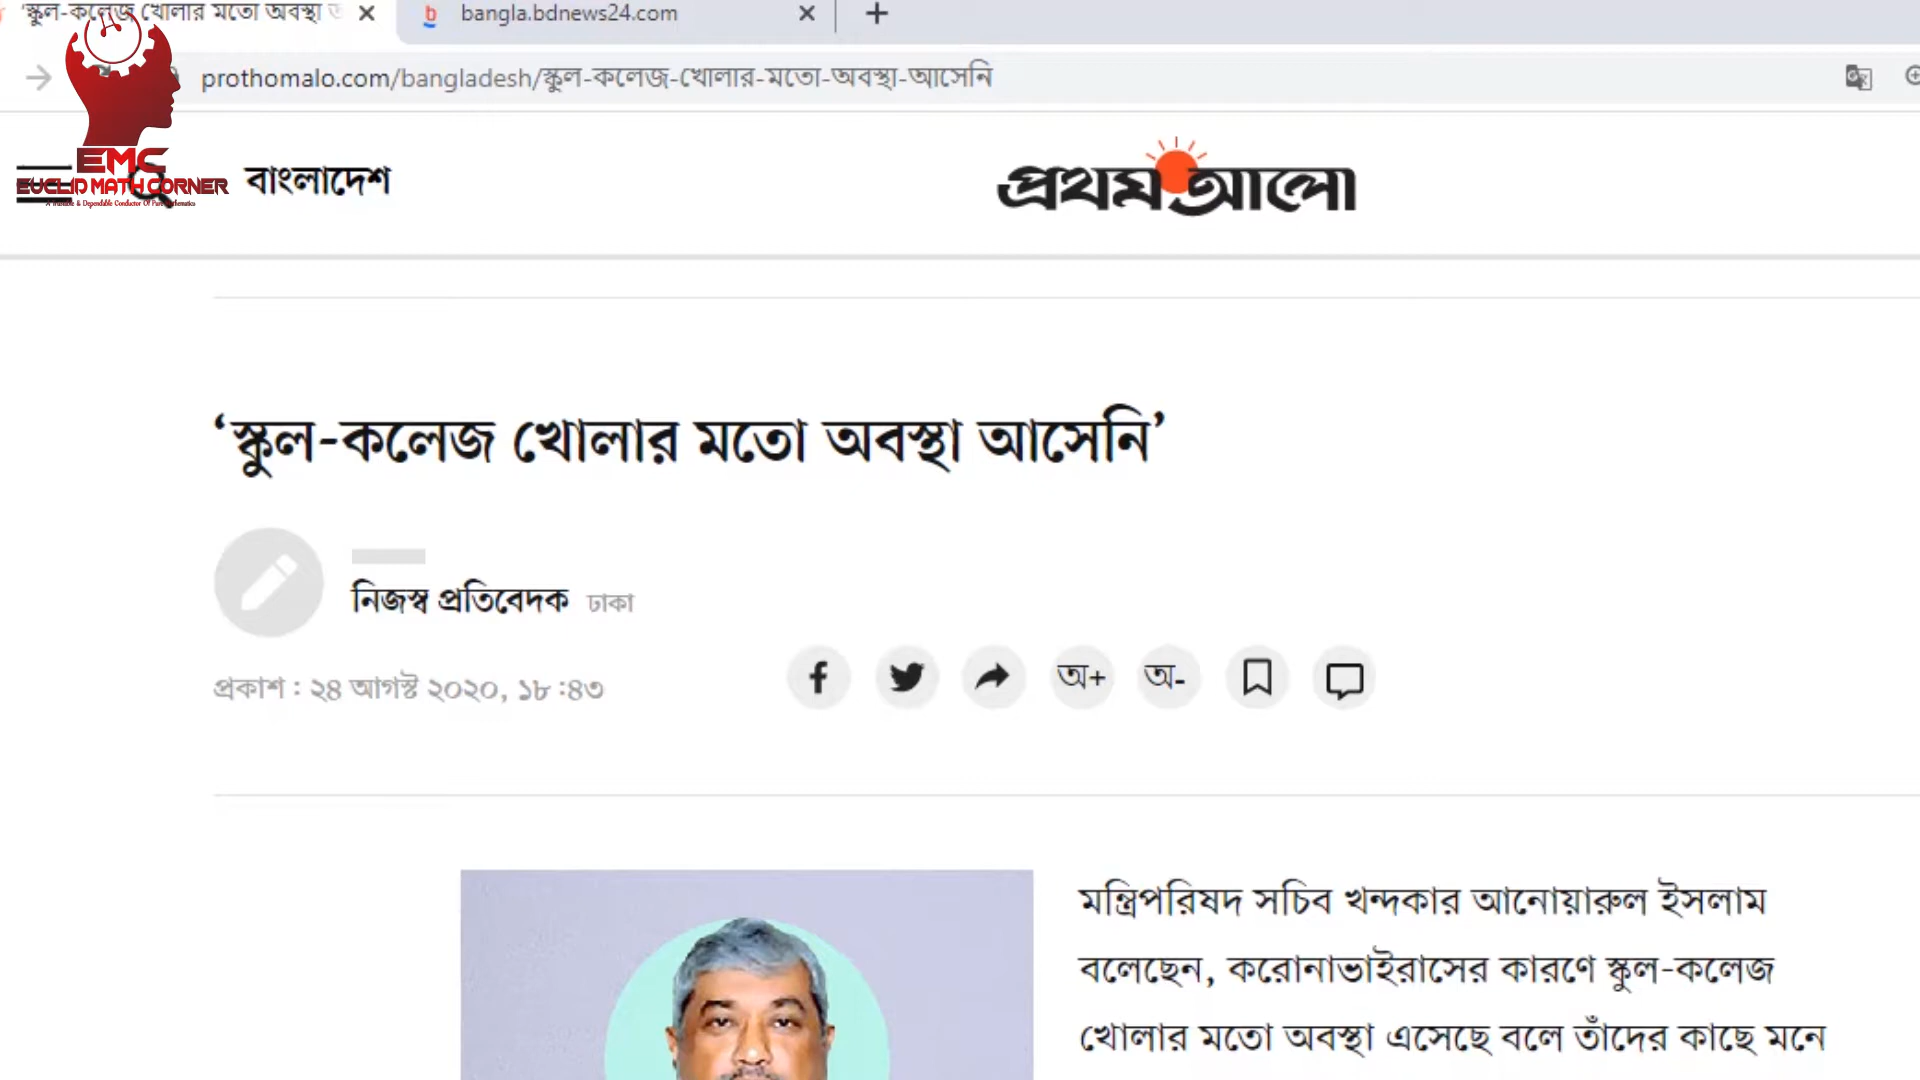 'স্কুল-কলেজ খোলার মতো অবস্থা
bangla.bdnews24.com
prothomalo.com/bangladesh/স্কুল-কলেজ-খোলার-মতো-অবস্থা-আসেনি
EMC
EUCLID MATH CORNER
বাংলাদেশ
প্রথম আলো
‘স্কুল-কলেজ খোলার মতো অবস্থা আসেনি’
নিজস্ব প্রতিবেদক ঢাকা
প্রকাশ : ২৪ আগস্ট ২০২০, ১৮ :৪৩
অ+ অ-
মন্ত্রিপরিষদ সচিব খন্দকার আনোয়ারুল ইসলাম
বলেছেন, করোনাভাইরাসের কারণে স্কুল-কলেজ
খোলার মতো অবস্থা এসেছে বলে তাঁদের কাছে মনে